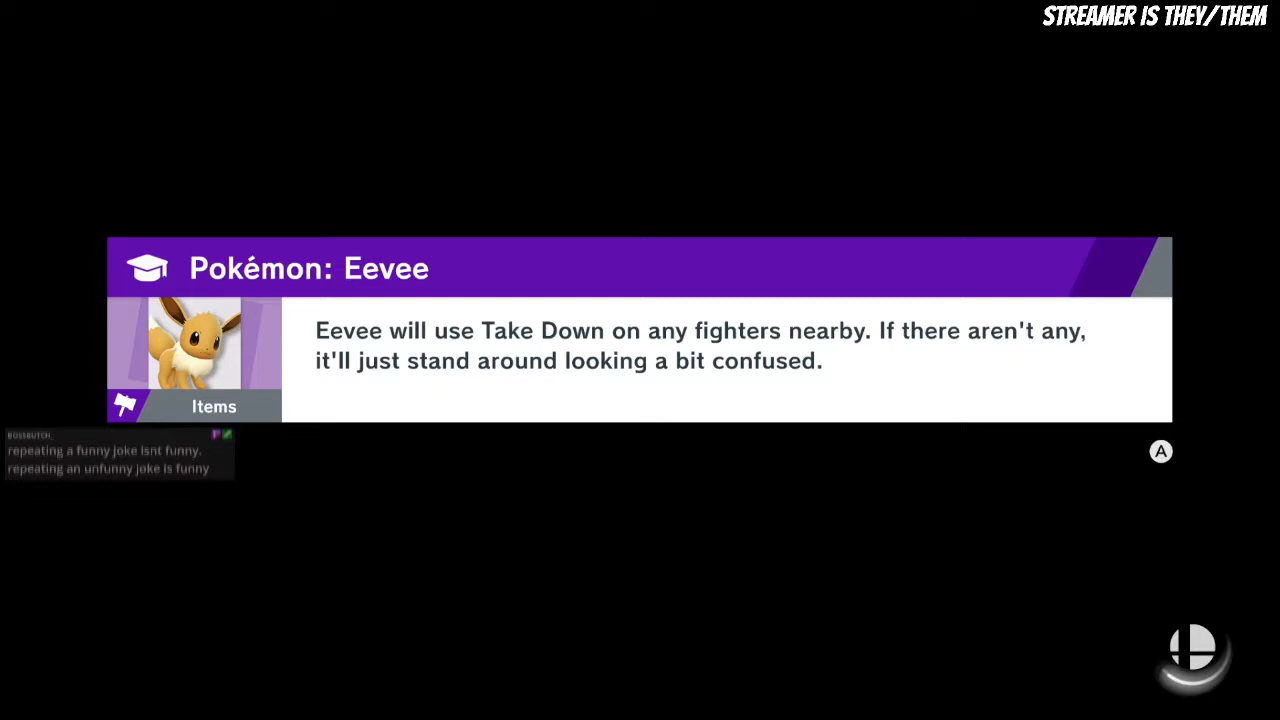 STREAMER IS THEY/THEM
Pokémon: Eevee
Eevee will use Take Down on any fighters nearby. If there aren't any,
it'll just stand around looking a bit confused.
Items
BOSSBUTCH_
repeating a funny joke isnt funny.
repeating an unfunny joke is funny
A